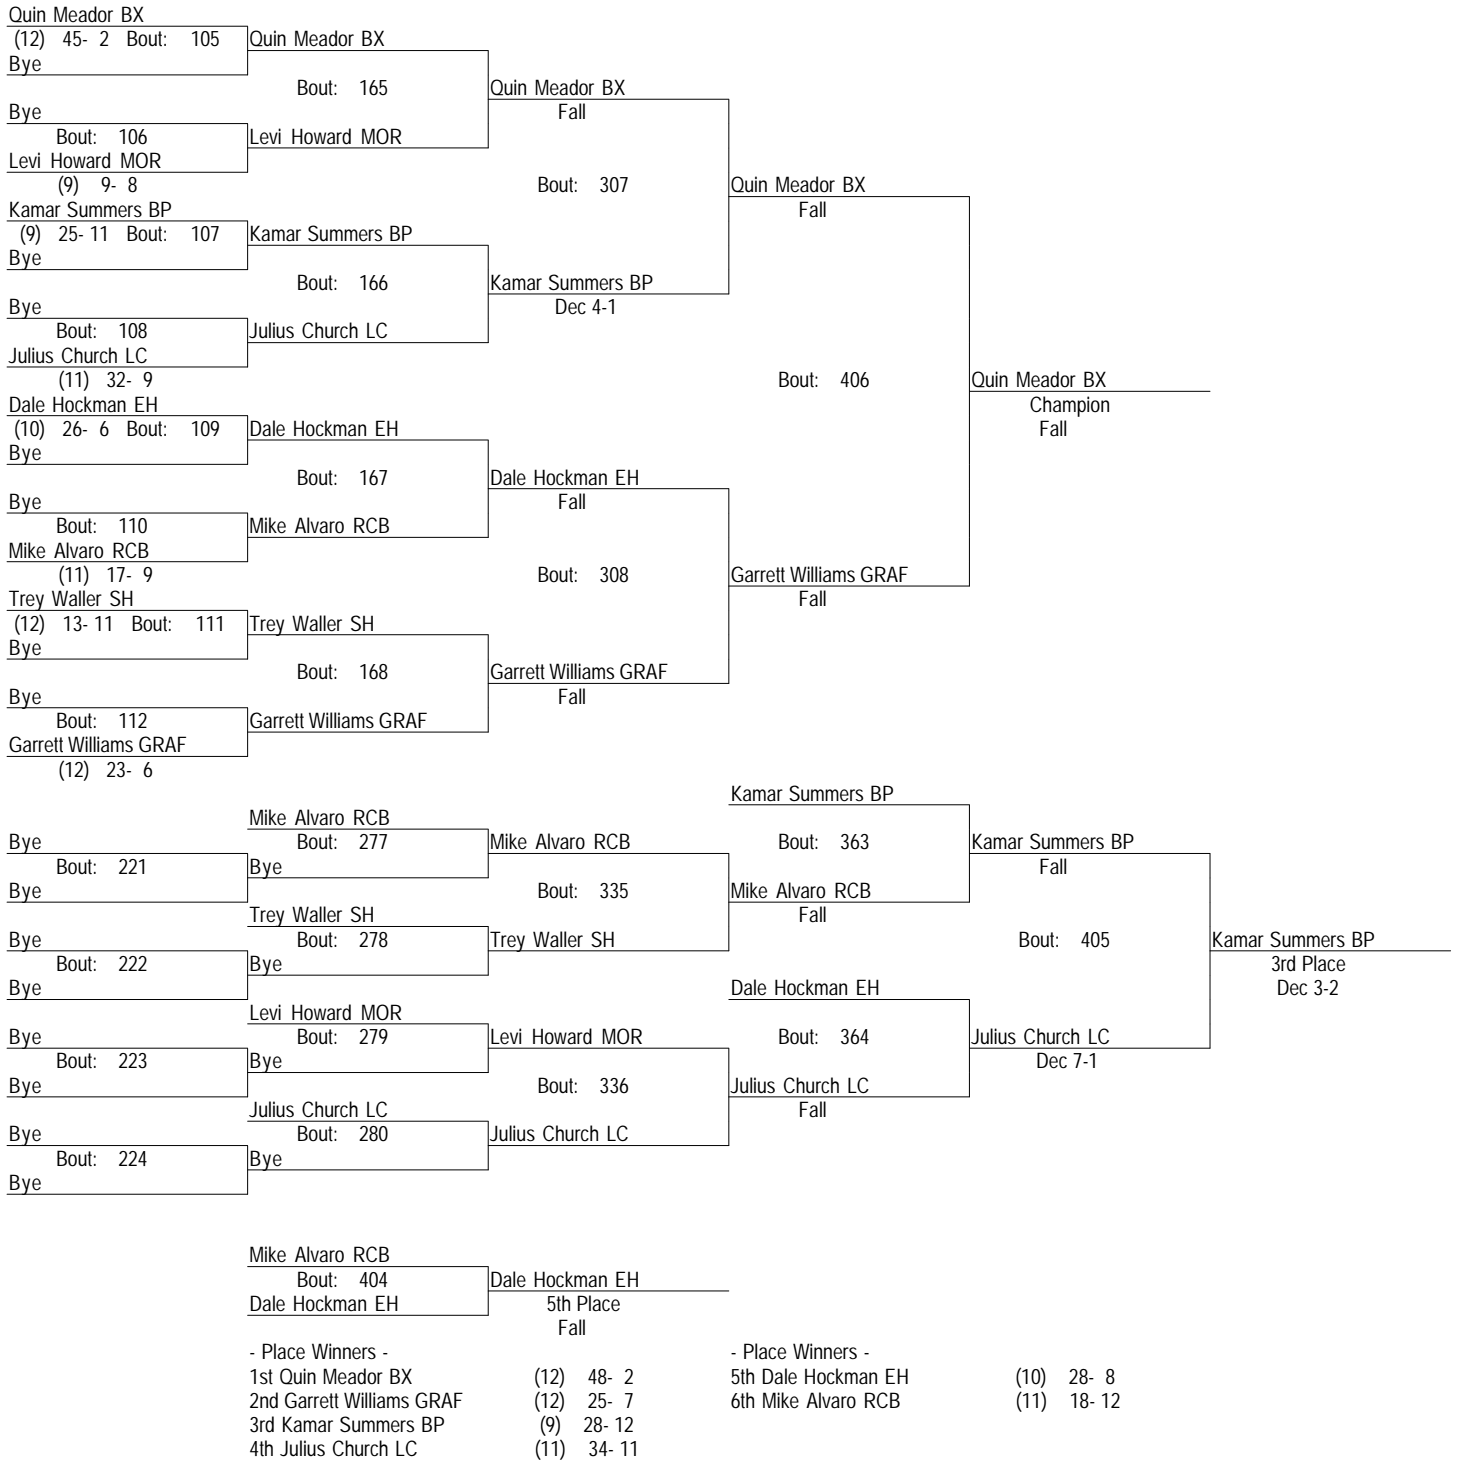 Quin Meador BX
(12) 45- 2 Bout: 105 Quin Meador BX
Bye
Bout: 165 Quin Meador BX
Bye Fall
Bout: 106 Levi Howard MOR
Levi Howard MOR
(9) 9- 8 Bout: 307 Quin Meador BX
Kamar Summers BP Fall
(9) 25- 11 Bout: 107 Kamar Summers BP
Bye
Bout: 166 Kamar Summers BP
Bye Dec 4-1
Bout: 108 Julius Church LC
Julius Church LC
(11) 32- 9 Bout: 406 Quin Meador BX
Dale Hockman EH Champion
(10) 26- 6 Bout: 109 Dale Hockman EH Fall
Bye
Bout: 167 Dale Hockman EH
Bye Fall
Bout: 110 Mike Alvaro RCB
Mike Alvaro RCB
(11) 17- 9 Bout: 308 Garrett Williams GRAF
Trey Waller SH Fall
(12) 13- 11 Bout: 111 Trey Waller SH
Bye
Bout: 168 Garrett Williams GRAF
Bye Fall
Bout: 112 Garrett Williams GRAF
Garrett Williams GRAF
(12) 23- 6
Kamar Summers BP
Mike Alvaro RCB
Bye Bout: 277 Mike Alvaro RCB Bout: 363 Kamar Summers BP
Bout: 221 Bye Fall
Bye Bout: 335 Mike Alvaro RCB
Trey Waller SH Fall
Bye Bout: 278 Trey Waller SH Bout: 405 Kamar Summers BP
Bout: 222 Bye 3rd Place
Bye Dale Hockman EH Dec 3-2
Levi Howard MOR
Bye Bout: 279 Levi Howard MOR Bout: 364 Julius Church LC
Bout: 223 Bye Dec 7-1
Bye Bout: 336 Julius Church LC
Julius Church LC Fall
Bye Bout: 280 Julius Church LC
Bout: 224 Bye
Bye
Mike Alvaro RCB
Bout: 404 Dale Hockman EH
Dale Hockman EH 5th Place
Fall
- Place Winners - - Place Winners -
1st Quin Meador BX (12) 48- 2 5th Dale Hockman EH (10) 28- 8
2nd Garrett Williams GRAF (12) 25- 7 6th Mike Alvaro RCB (11) 18- 12
3rd Kamar Summers BP (9) 28- 12
4th Julius Church LC (11) 34- 11